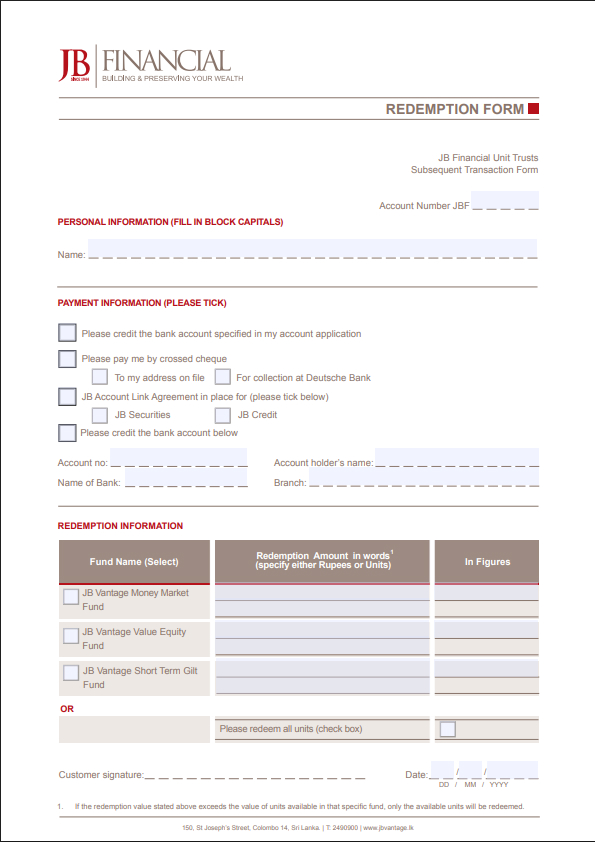 JB FINANCIAL
SINCE 1944
BUILDING & PRESERVING YOUR WEALTH
REDEMPTION FORM
JB Financial Unit Trusts
Subsequent Transaction Form
Account Number JBF
PERSONAL INFORMATION (FILL IN BLOCK CAPITALS)
Name:
PAYMENT INFORMATION (PLEASE TICK)
Please credit the bank account specified in my account application
Please pay me by crossed cheque
To my address on file For collection at Deutsche Bank
JB Account Link Agreement in place for (please tick below)
JB Securities JB Credit
Please credit the bank account below
Account no: Account holder's name:
Name of Bank: Branch:
REDEMPTION INFORMATION
Fund Name (Select) Redemption Amount in words1 In Figures
(specify either Rupees or Units)
JB Vantage Money Market
Fund
JB Vantage Value Equity
Fund
JB Vantage Short Term Gilt
Fund
OR
Please redeem all units (check box)
Customer signature: Date: / /
DD / MM / YYYY
1. If the redemption value stated above exceeds the value of units available in that specific fund, only the available units will be redeemed.
150, St Joseph's Street, Colombo 14, Sri Lanka. | T: 2490900 | www.jbvantage.lk